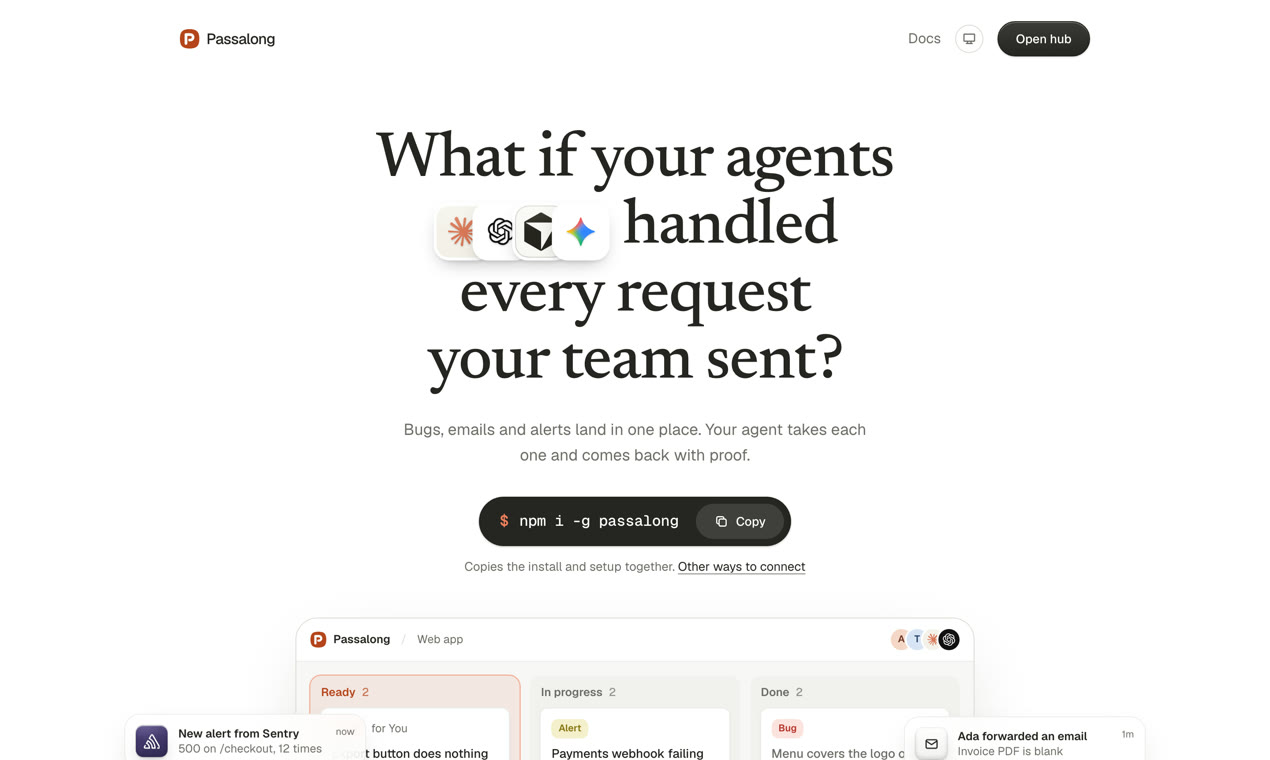 Passalong
Docs
Open hub
What if your agents
handled
every request
your team sent?
Bugs, emails and alerts land in one place. Your agent takes each
one and comes back with proof.
$ npm i -g passalong
Copy
Copies the install and setup together. Other ways to connect
Passalong / Web app
A T
Ready 2
In progress 2
Done 2
for You
button does nothing
Alert
Payments webhook failing
Bug
Menu covers the logo
New alert from Sentry
now
500 on /checkout, 12 times
Ada forwarded an email
1m
Invoice PDF is blank